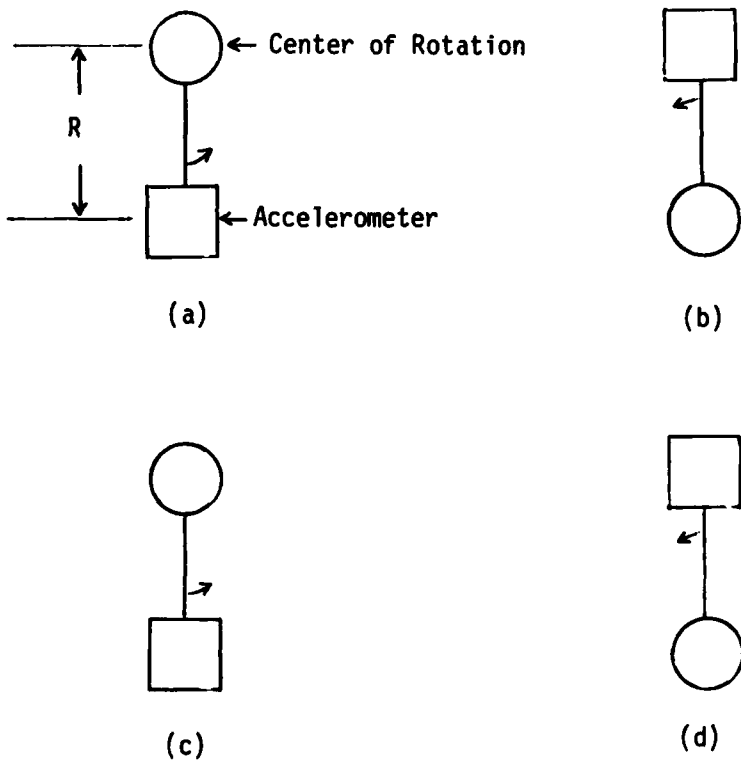 Center of Rotation
R
Accelerometer
(a)
(b)
(c)
(d)